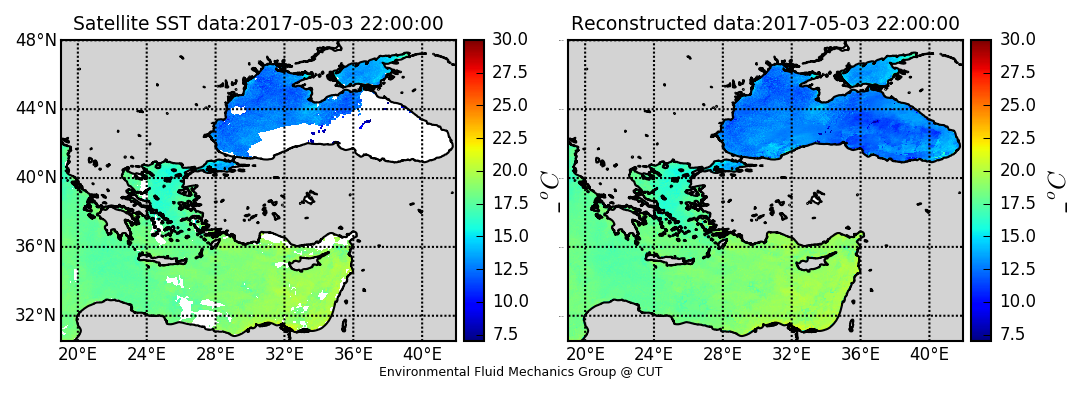 Satellite SST data:2017-05-03 22:00:00
48°N
44°N
40°N
36°N
32°N
20°E 24°E 28°E 32°E 36°E 40°E
30.0
27.5
25.0
22.5
20.0
17.5
15.0
12.5
10.0
7.5
_ °C
Reconstructed data:2017-05-03 22:00:00
20°E 24°E 28°E 32°E 36°E 40°E
30.0
27.5
25.0
22.5
20.0
17.5
15.0
12.5
10.0
7.5
_ °C
Environmental Fluid Mechanics Group @ CUT